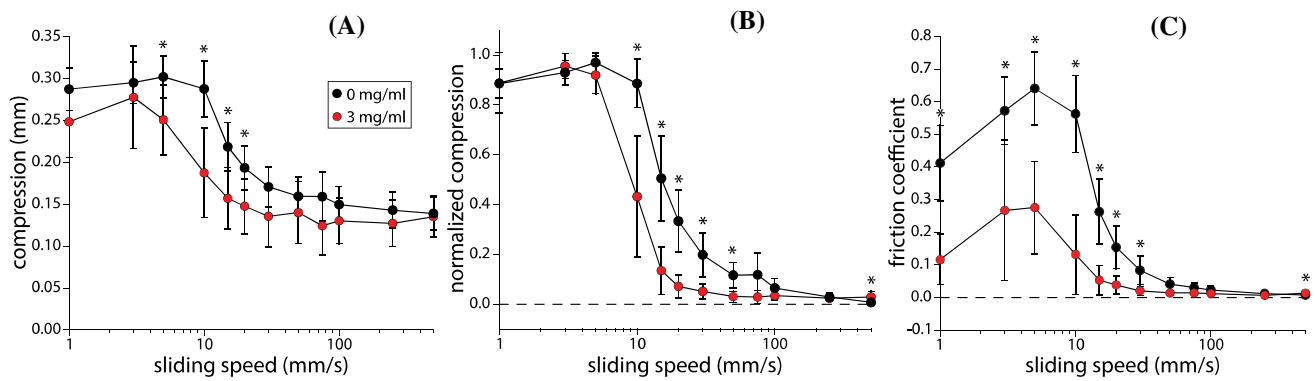 (A)
compression (mm)
0.35
0.30
0.25
0.20
0.15
0.10
0.05
0.00
* * * *
0 mg/ml
3 mg/ml
1 10 100
sliding speed (mm/s)
(B)
normalized compression
1.0
0.8
0.6
0.4
0.2
0.0
* * * * * *
1 10 100
sliding speed (mm/s)
(C)
friction coefficient
0.8
0.7
0.6
0.5
0.4
0.3
0.2
0.1
0.0
-0.1
* * * * * * * *
1 10 100
sliding speed (mm/s)